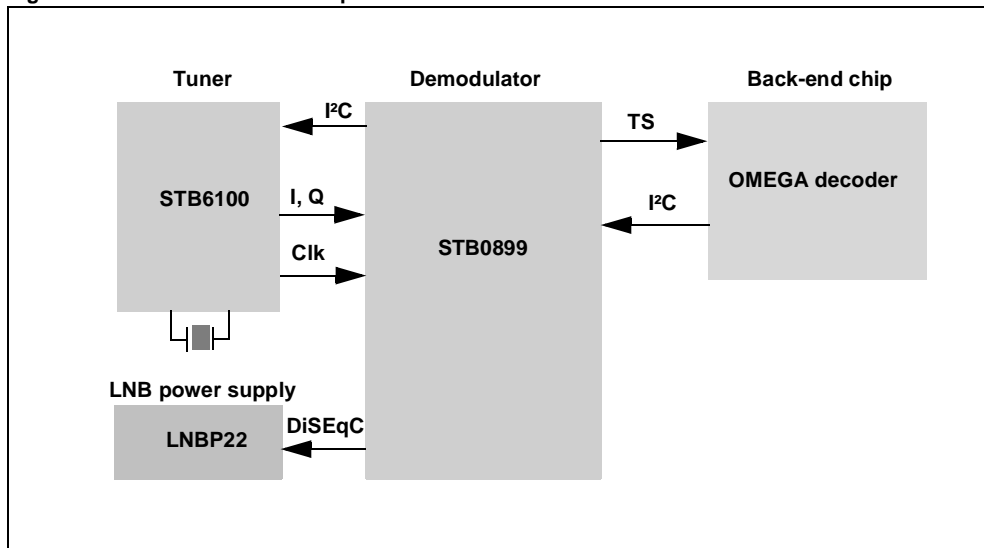 Tuner
Demodulator
Back-end chip
I²C
TS
STB6100
OMEGA decoder
I, Q
I²C
STB0899
Clk
LNB power supply
DiSEqC
LNBP22